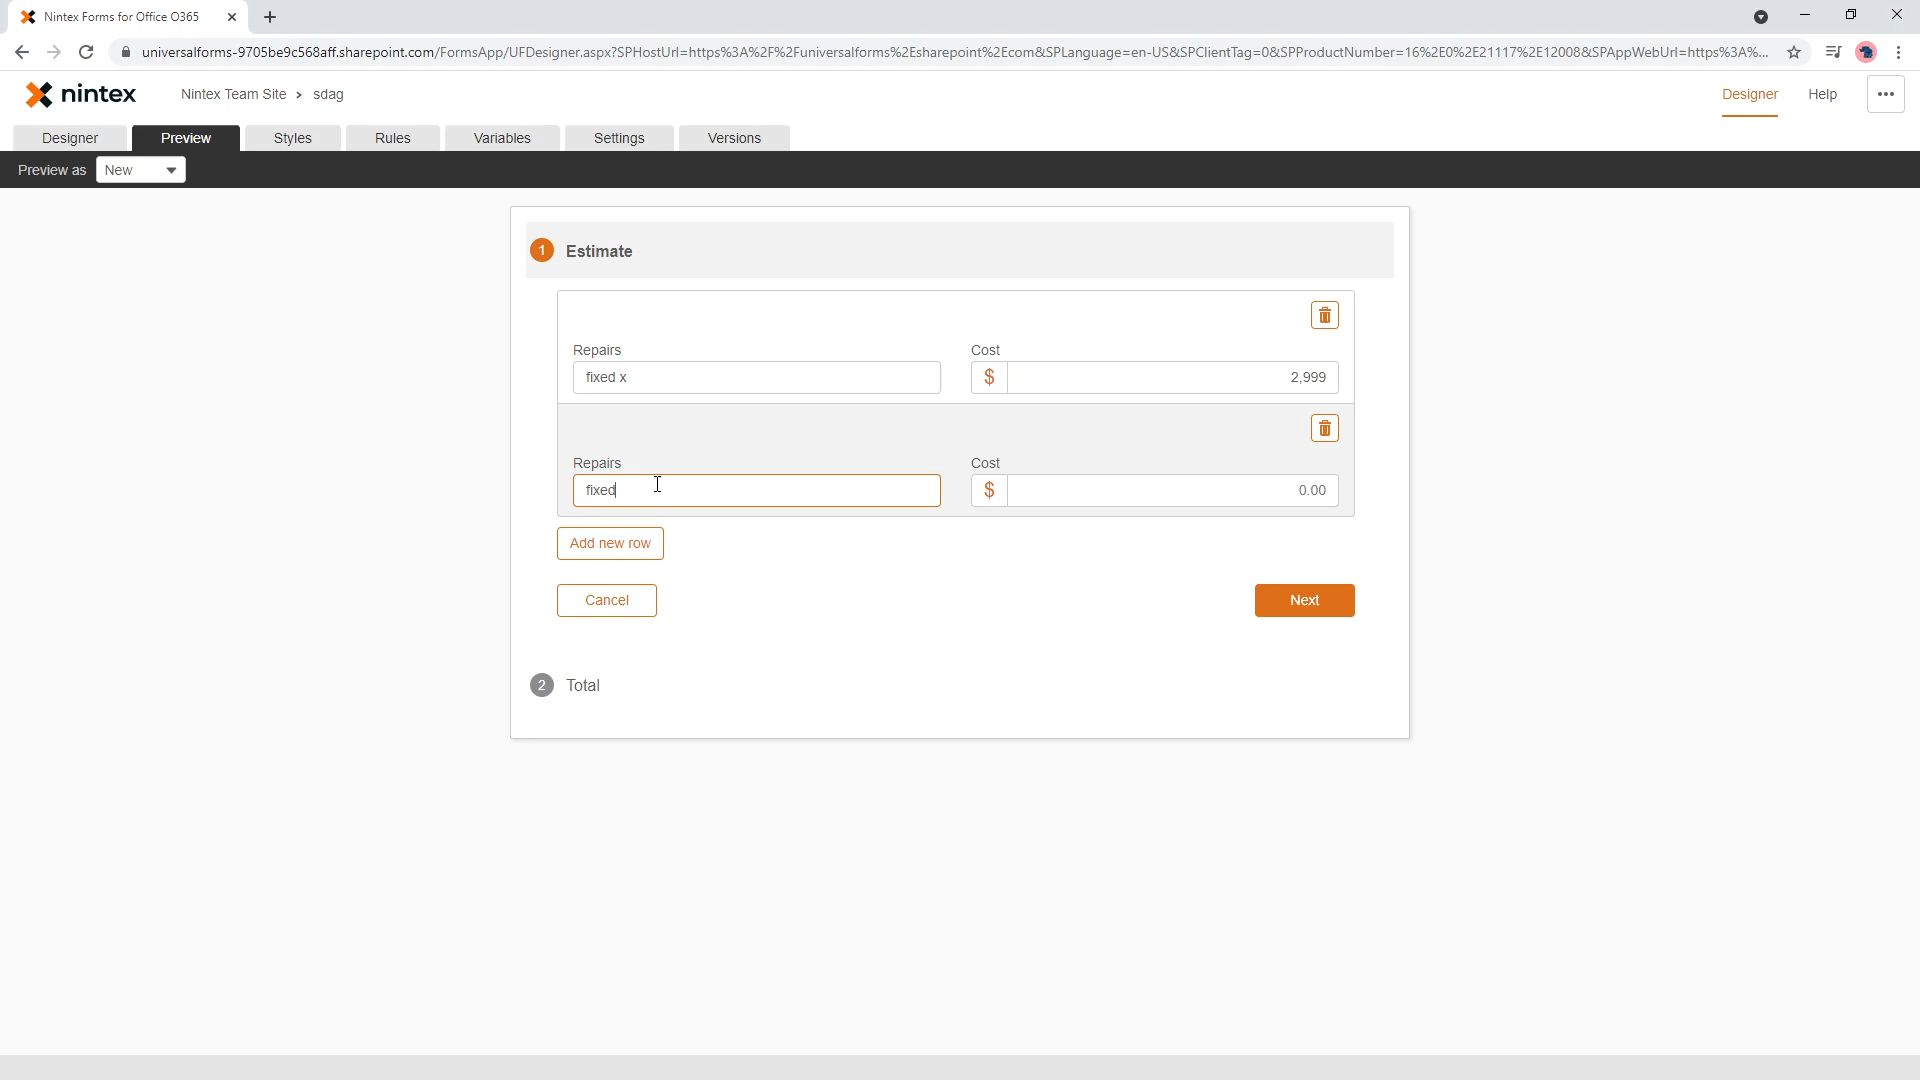 Nintex Forms for Office O365
universalforms-9705be9c568aff.sharepoint.com/FormsApp/UFDesigner.aspx?SPHostUrl=https%3A%2F%2Funiversalforms%2Esharepoint%2Ecom&SPLanguage=en-US&SPClientTag=0&SPProductNumber=16%2E0%2E21117%2E12008&SPAppWebUrl=https%3A%...
nintex
Nintex Team Site > sdag
Designer
Help
Designer
Preview
Styles
Rules
Variables
Settings
Versions
Preview as
New
1
Estimate
Repairs
Cost
fixed x
$
2,999
Repairs
Cost
fixed
$
0.00
Add new row
Cancel
Next
2
Total